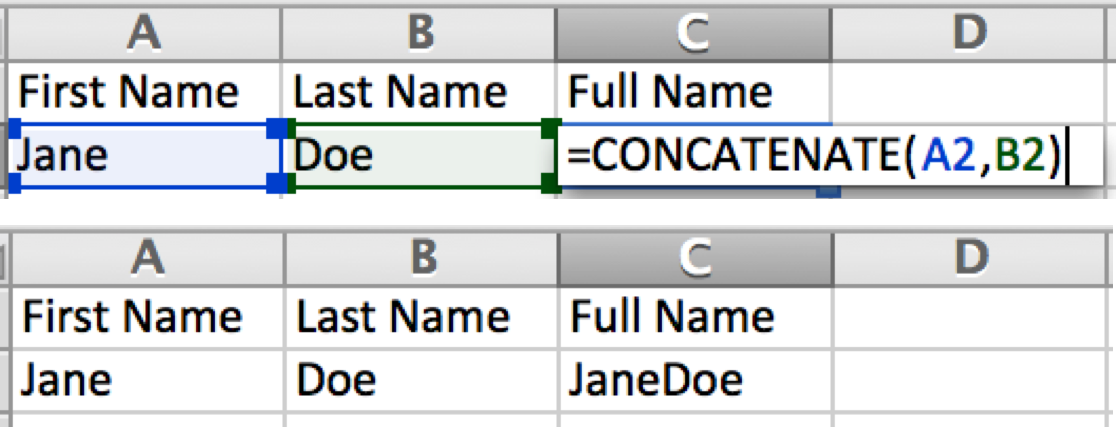 A B C D
First Name Last Name Full Name
Jane Doe =CONCATENATE(A2,B2)
A B C D
First Name Last Name Full Name
Jane Doe JaneDoe